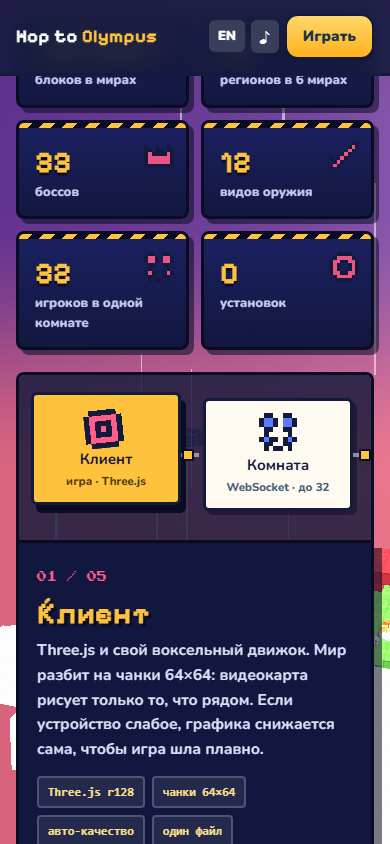 Hop to Olympus
EN
Играть
блоков в мирах
регионов в 6 мирах
33
боссов
12
видов оружия
32
игроков в одной
комнате
0
установок
Клиент
игра · Three.js
Комната
WebSocket · до 32
01 / 05
Клиент
Three.js и свой воксельный движок. Мир
разбит на чанки 64×64: видеокарта
рисует только то, что рядом. Если
устройство слабое, графика снижается
сама, чтобы игра шла плавно.
Three.js r128
чанки 64×64
авто-качество
один файл